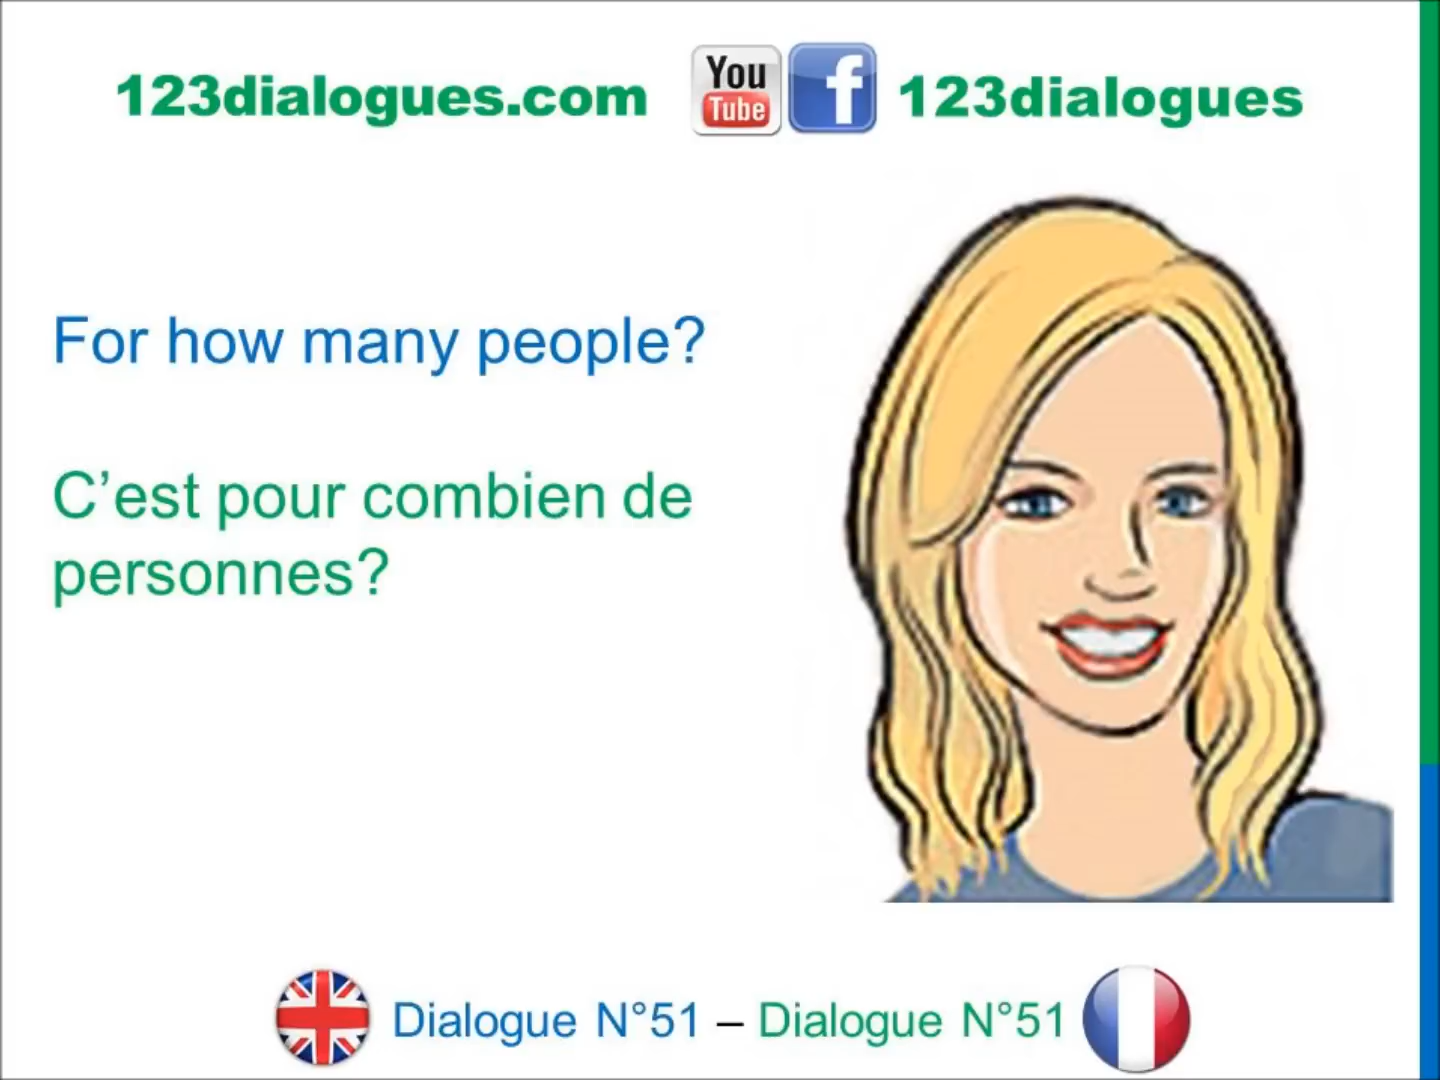 123dialogues.com You Tube f 123dialogues
For how many people?
C’est pour combien de
personnes?
Dialogue N°51 – Dialogue N°51